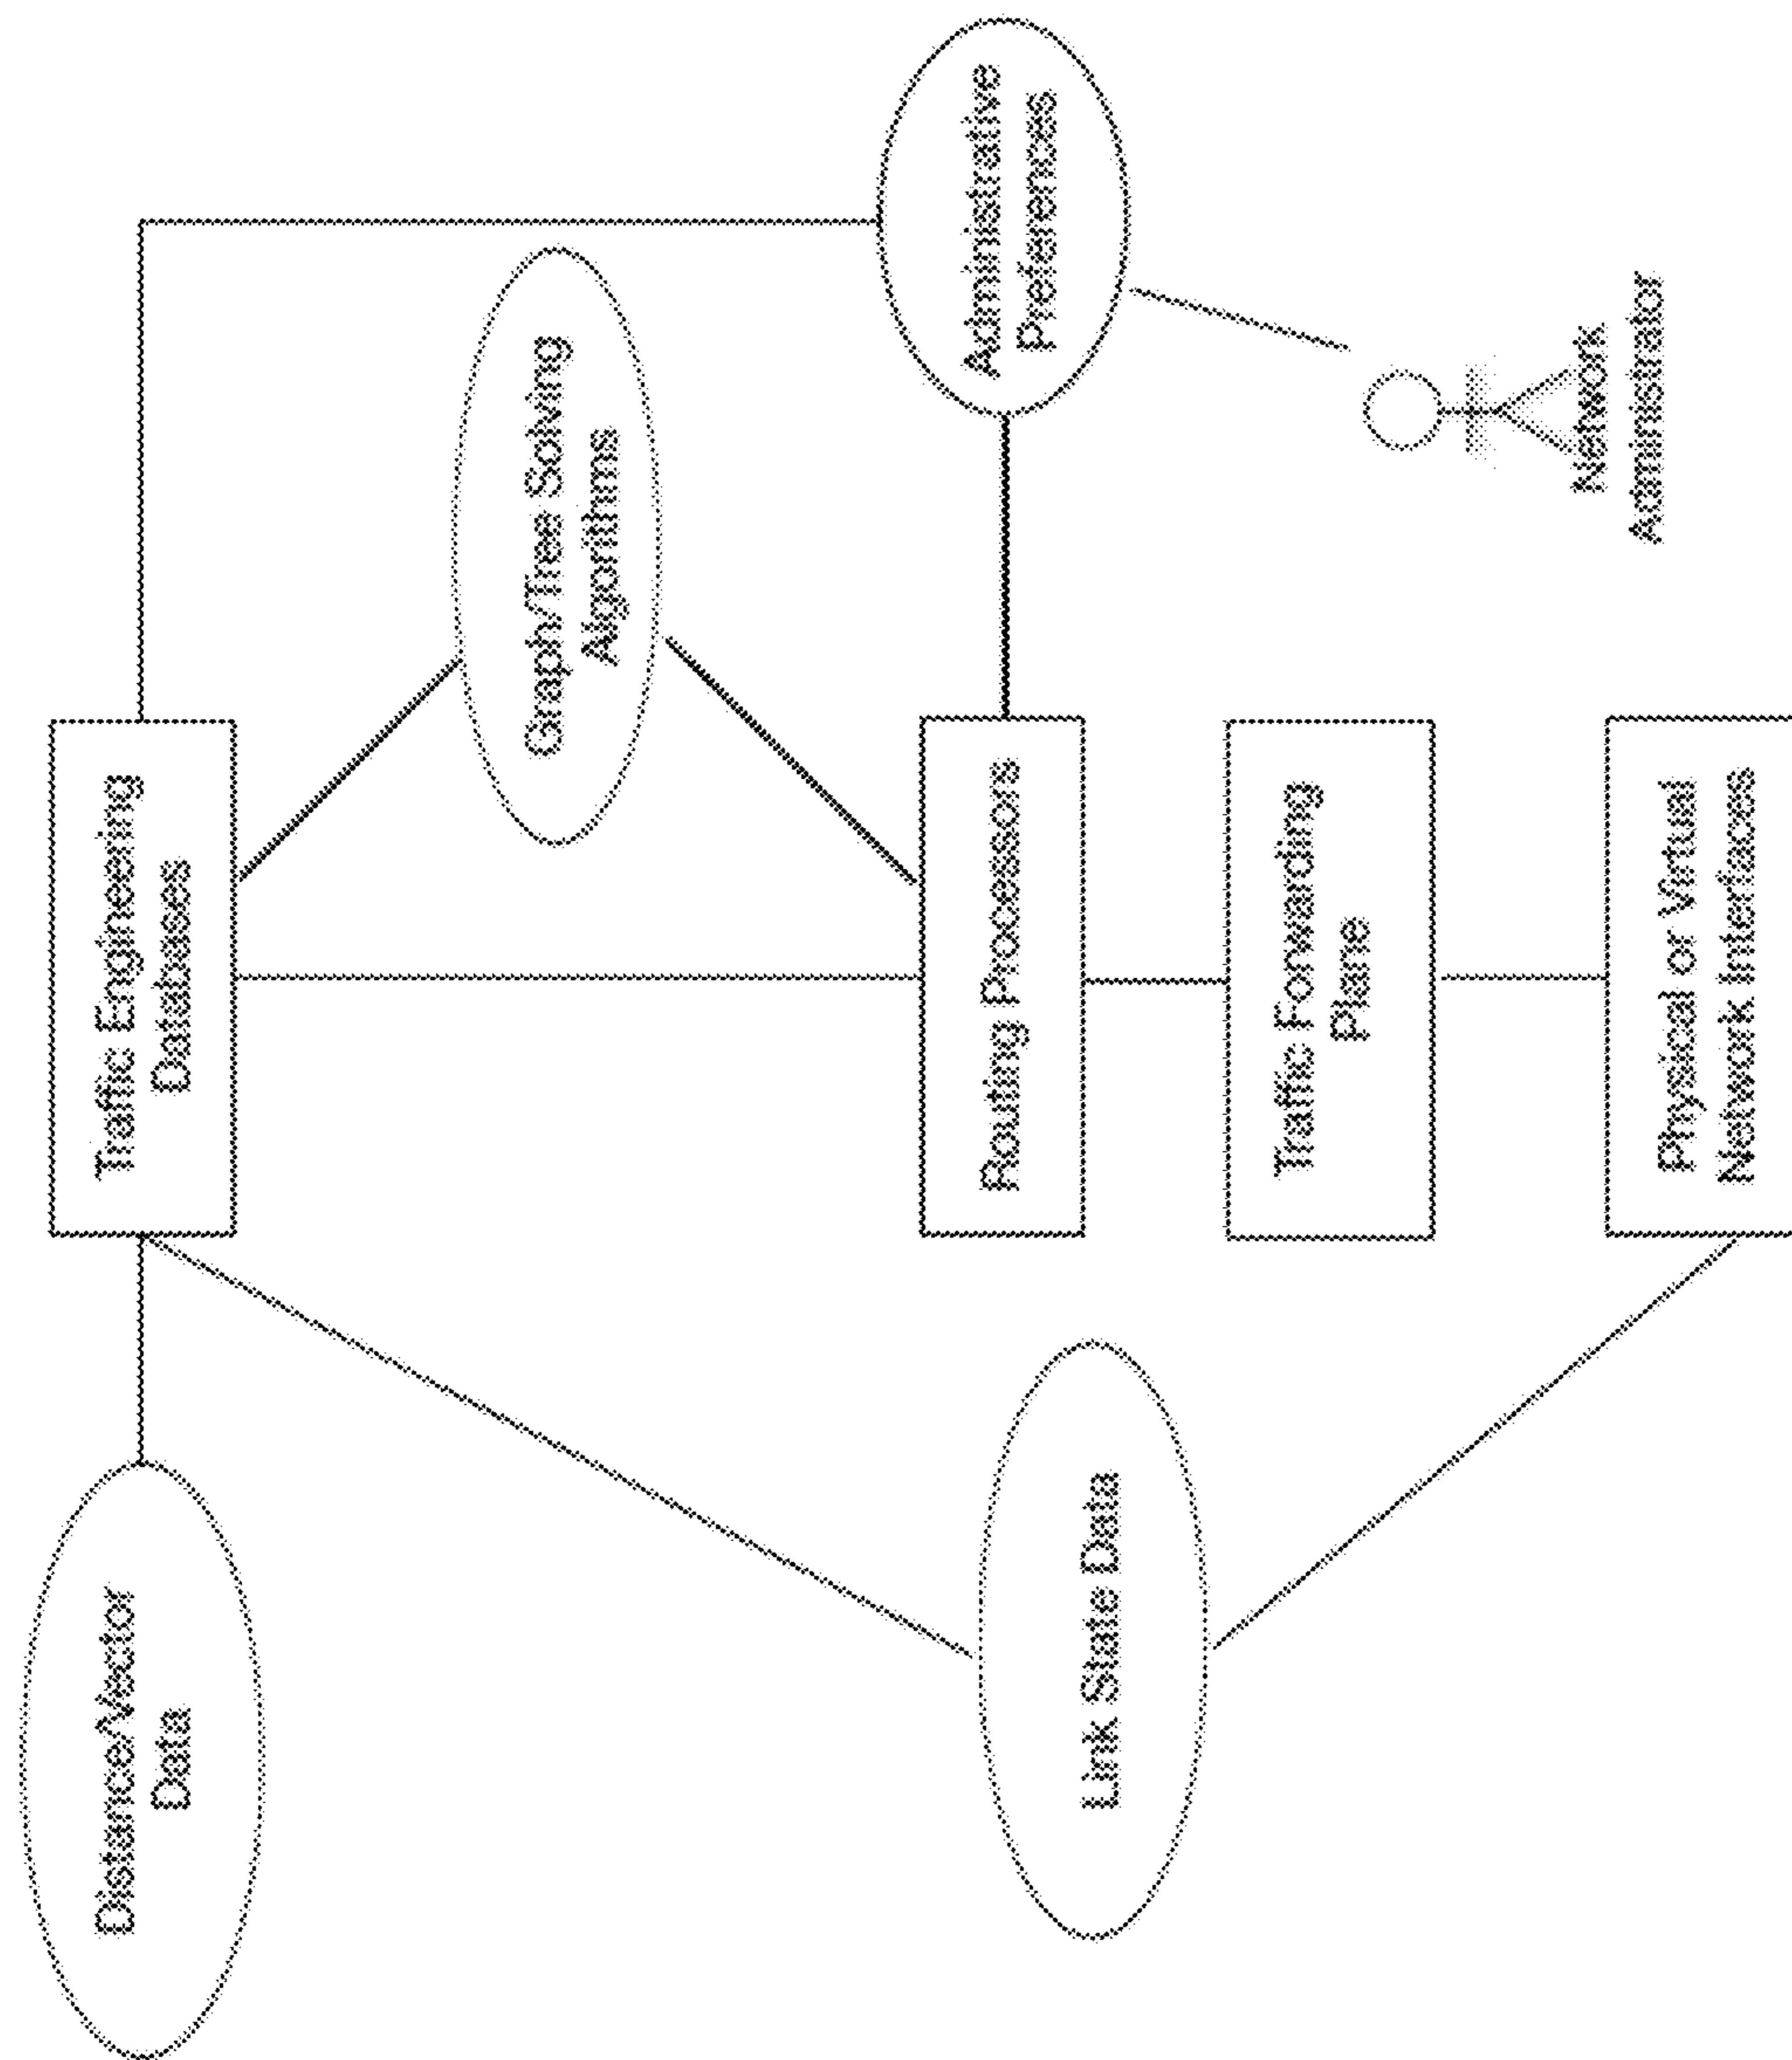 Distance/Vector
Data
Traffic Engineering
Databases
Graph/Tree Solving
Algorithms
Administrative
Preferences
Routing Processors
Link State Data
Traffic Forwarding
Plane
Network
Administrator
Physical or Virtual
Network Interfaces